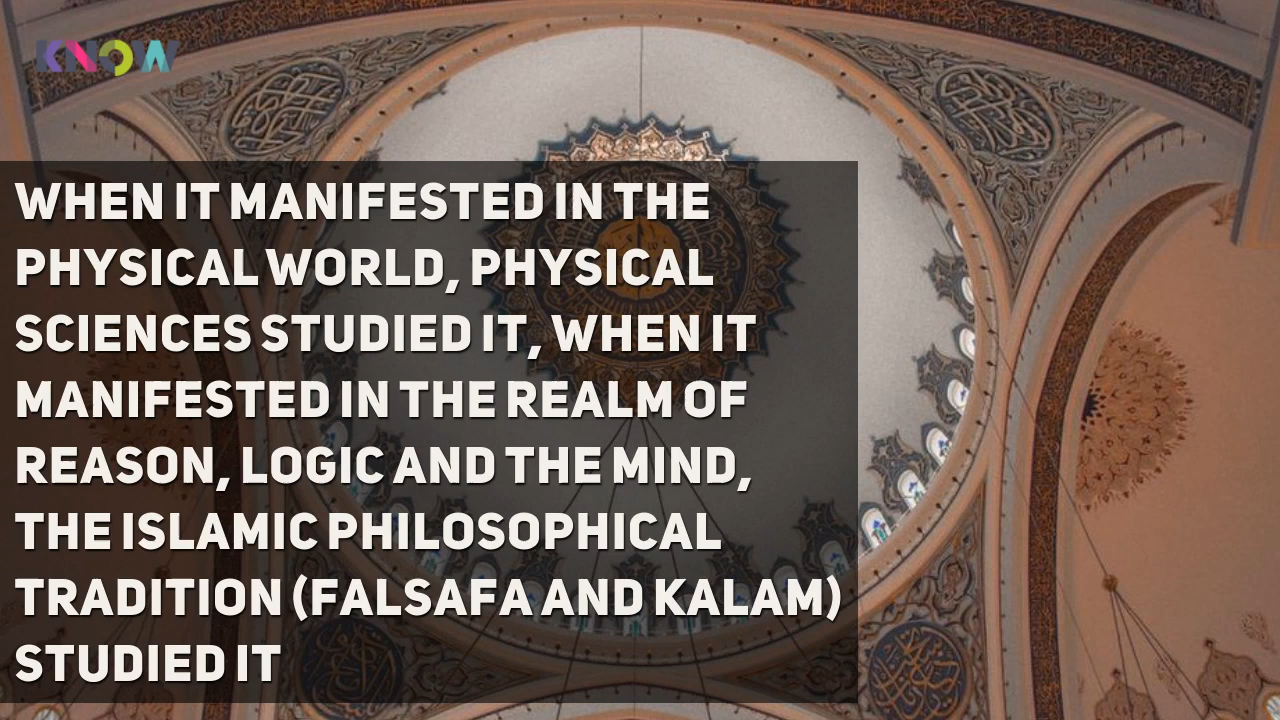 KNOW
WHEN IT MANIFESTED IN THE
PHYSICAL WORLD, PHYSICAL
SCIENCES STUDIED IT, WHEN IT
MANIFESTED IN THE REALM OF
REASON, LOGIC AND THE MIND,
THE ISLAMIC PHILOSOPHICAL
TRADITION (FALSAFA AND KALAM)
STUDIED IT